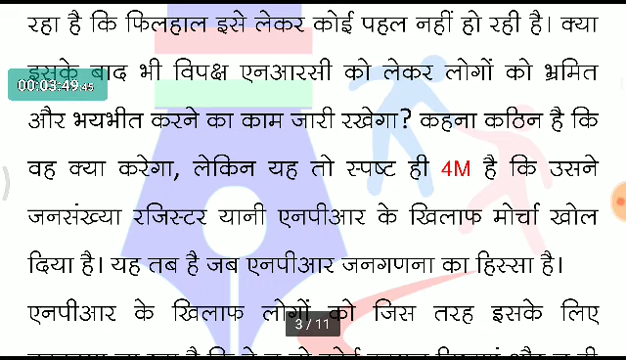 रहा है कि फिलहाल इसे लेकर कोई पहल नहीं हो रही है। क्या
इसके बाद भी विपक्ष एनआरसी को लेकर लोगों को भ्रमित
00:03:49
और भयभीत करने का काम जारी रखेगा? कहना कठिन है कि
वह क्या करेगा, लेकिन यह तो स्पष्ट ही 4M है कि उसने
जनसंख्या रजिस्टर यानी एनपीआर के खिलाफ मोर्चा खोल
दिया है। यह तब है जब एनपीआर जनगणना का हिस्सा है।
एनपीआर के खिलाफ लोगों को जिस तरह इसके लिए
3 / 11